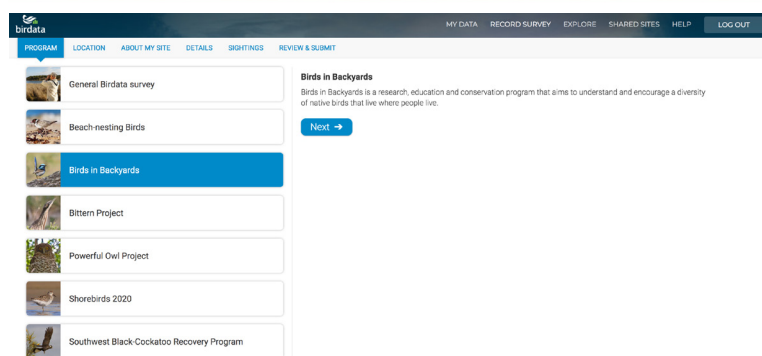 birdata
MY DATA RECORD SURVEY EXPLORE SHARED SITES HELP LOG OUT
PROGRAM LOCATION ABOUT MY SITE DETAILS SIGHTINGS REVIEW & SUBMIT
General Birdata survey
Beach-nesting Birds
Birds in Backyards
Bittern Project
Powerful Owl Project
Shorebirds 2020
Southwest Black-Cockatoo Recovery Program
Birds in Backyards
Birds in Backyards is a research, education and conservation program that aims to understand and encourage a diversity
of native birds that live where people live.
Next →